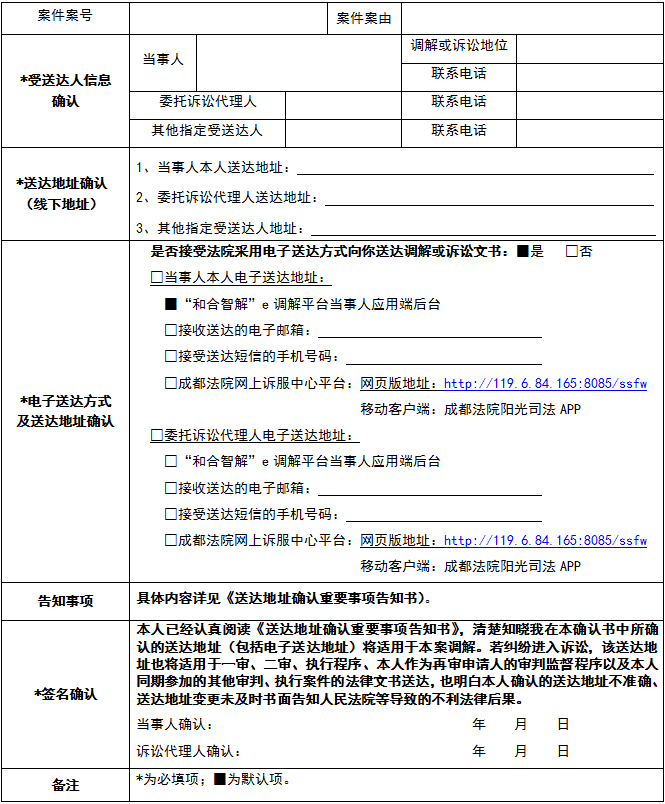 案件案号 案件案由
*受送达人信息
确认
当事人
调解或诉讼地位
联系电话
委托诉讼代理人 联系电话
其他指定受送达人 联系电话
*送达地址确认
（线下地址）
1、当事人本人送达地址：
2、委托诉讼代理人送达地址：
3、其他指定受送达人地址：
*电子送达方式
及送达地址确认
是否接受法院采用电子送达方式向你送达调解或诉讼文书：■是 □否
□当事人本人电子送达地址：
■“和合智解”e调解平台当事人应用端后台
□接收送达的电子邮箱：
□接受送达短信的手机号码：
□成都法院网上诉服中心平台：网页版地址：http://119.6.84.165:8085/ssfw
移动客户端：成都法院阳光司法APP
□委托诉讼代理人电子送达地址：
□“和合智解”e调解平台当事人应用端后台
□接收送达的电子邮箱：
□接受送达短信的手机号码：
□成都法院网上诉服中心平台：网页版地址：http://119.6.84.165:8085/ssfw
移动客户端：成都法院阳光司法APP
告知事项
具体内容详见《送达地址确认重要事项告知书》。
*签名确认
本人已经认真阅读《送达地址确认重要事项告知书》，清楚知晓我在本确认书中所确
认的送达地址（包括电子送达地址）将适用于本案调解。若纠纷进入诉讼，该送达地
址也将适用于一审、二审、执行程序、本人作为再审申请人的审判监督程序以及本人
同期参加的其他审判、执行案件的法律文书送达，也明白本人确认的送达地址不准确、
送达地址变更未及时书面告知人民法院等导致的不利法律后果。
当事人确认： 年 月 日
诉讼代理人确认： 年 月 日
备注
*为必填项；■为默认项。